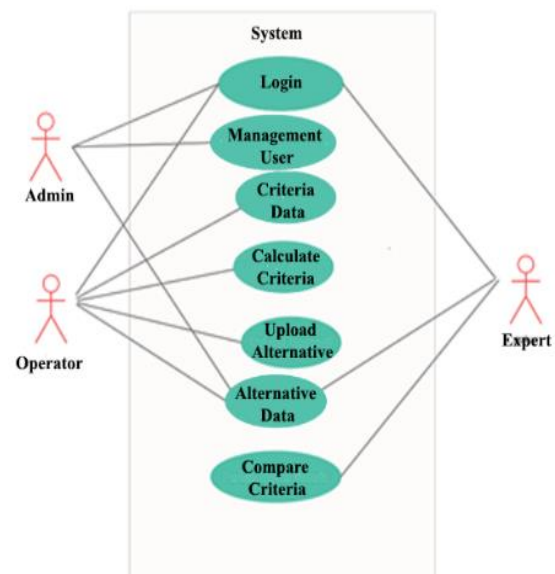 System
Login
Management
User
Admin
Criteria
Data
Calculate
Criteria
Operator
Expert
Upload
Alternative
Alternative
Data
Compare
Criteria